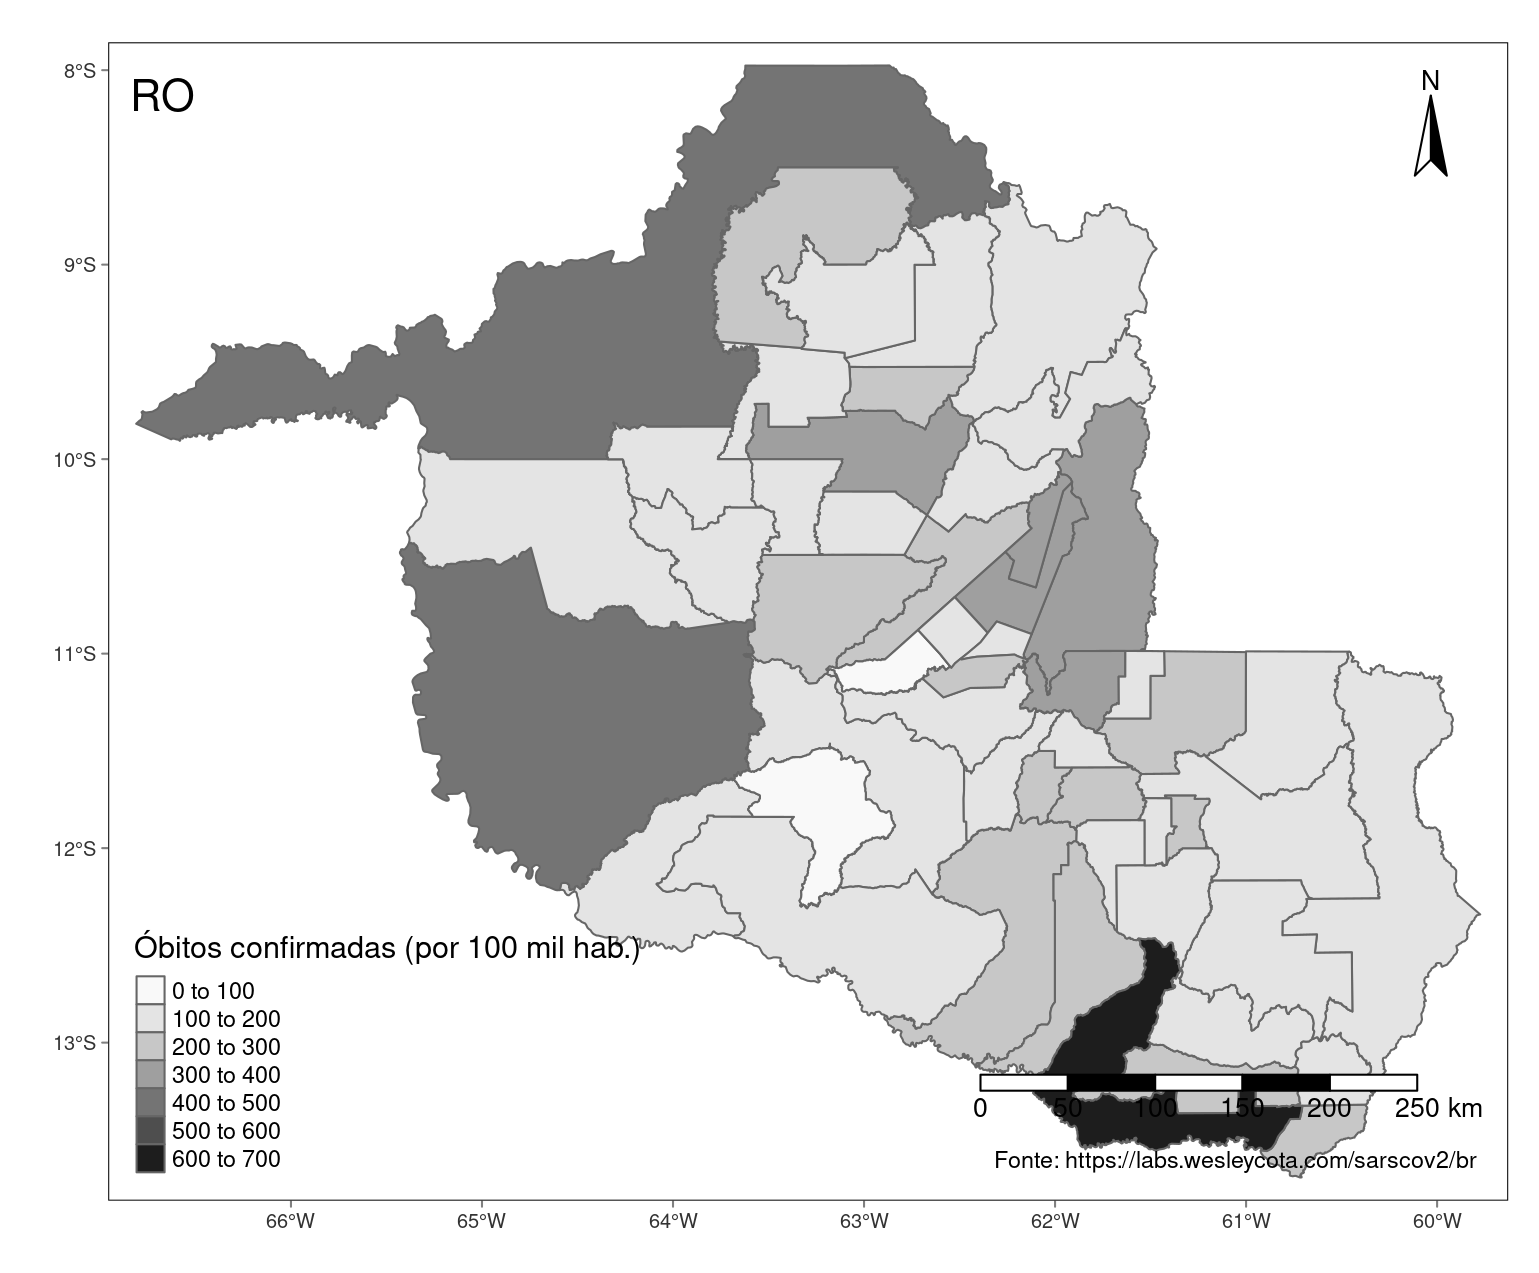 RO
N
8°S
9°S
10°S
11°S
12°S
13°S
Óbitos confirmadas (por 100 mil hab.)
0 to 100
100 to 200
200 to 300
300 to 400
400 to 500
500 to 600
600 to 700
0 50 100 150 200 250 km
Fonte: https://labs.wesleycota.com/sarscov2/br
66°W 65°W 64°W 63°W 62°W 61°W 60°W